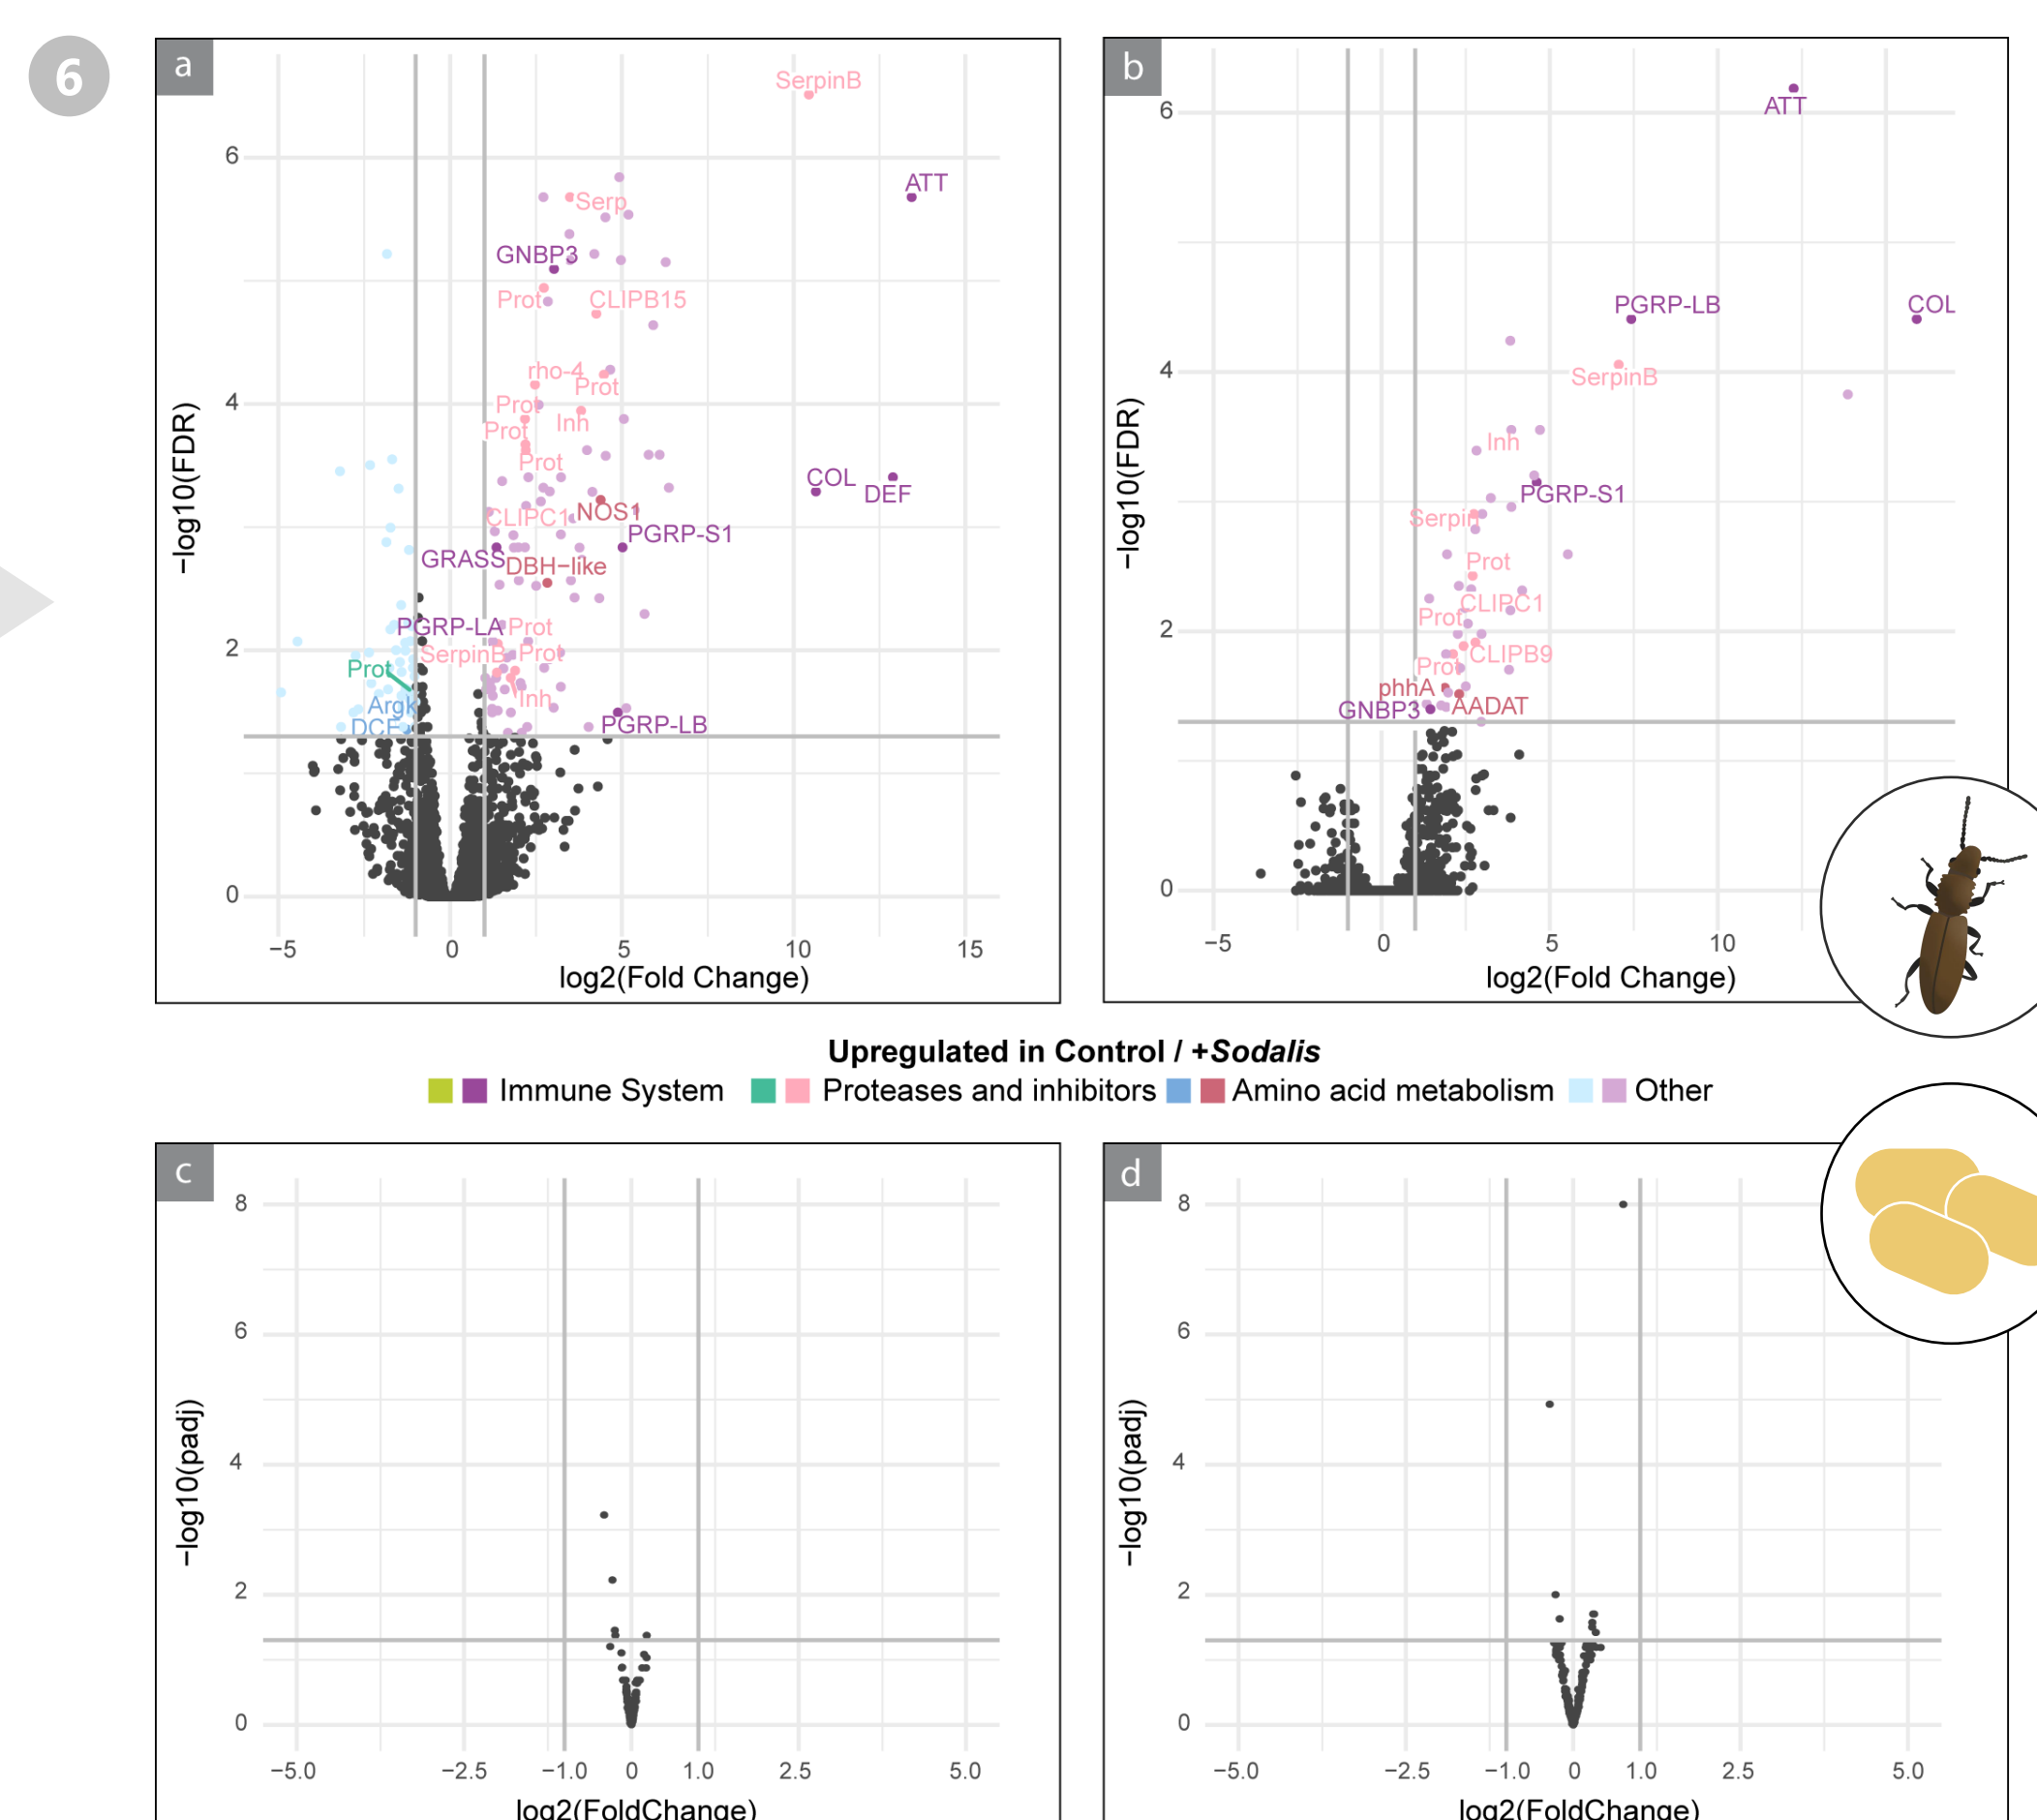 6
a
SerpinB
6
ATT
Serp
GNBP3
Prot
CLIPB15
rho-4
Prot
4
Prot
Inh
Prot
Prot
COL
DEF
NOS1
CLIPC1
PGRP-S1
GRASS
DBH−like
PGRP-LA
Prot
2
SerpinB
Prot
Prot
Inh
Argk
DCE
PGRP-LB
0
−5
0
5
10
15
−log10(FDR)
log2(Fold Change)
b
6
ATT
PGRP-LB
COL
4
SerpinB
Inh
PGRP-S1
Serpin
Prot
CLIPC1
Prot
2
CLIPB9
Prot
phhA
AADAT
GNBP3
0
−5
0
5
10
−log10(FDR)
log2(Fold Change)
Upregulated in Control / +Sodalis
Immune System
Proteases and inhibitors
Amino acid metabolism
Other
c
8
6
4
2
0
−5.0
−2.5
−1.0
0
1.0
2.5
5.0
−log10(padj)
log2(FoldChange)
d
8
6
4
2
0
−5.0
−2.5
−1.0
0
1.0
2.5
5.0
−log10(padj)
log2(FoldChange)